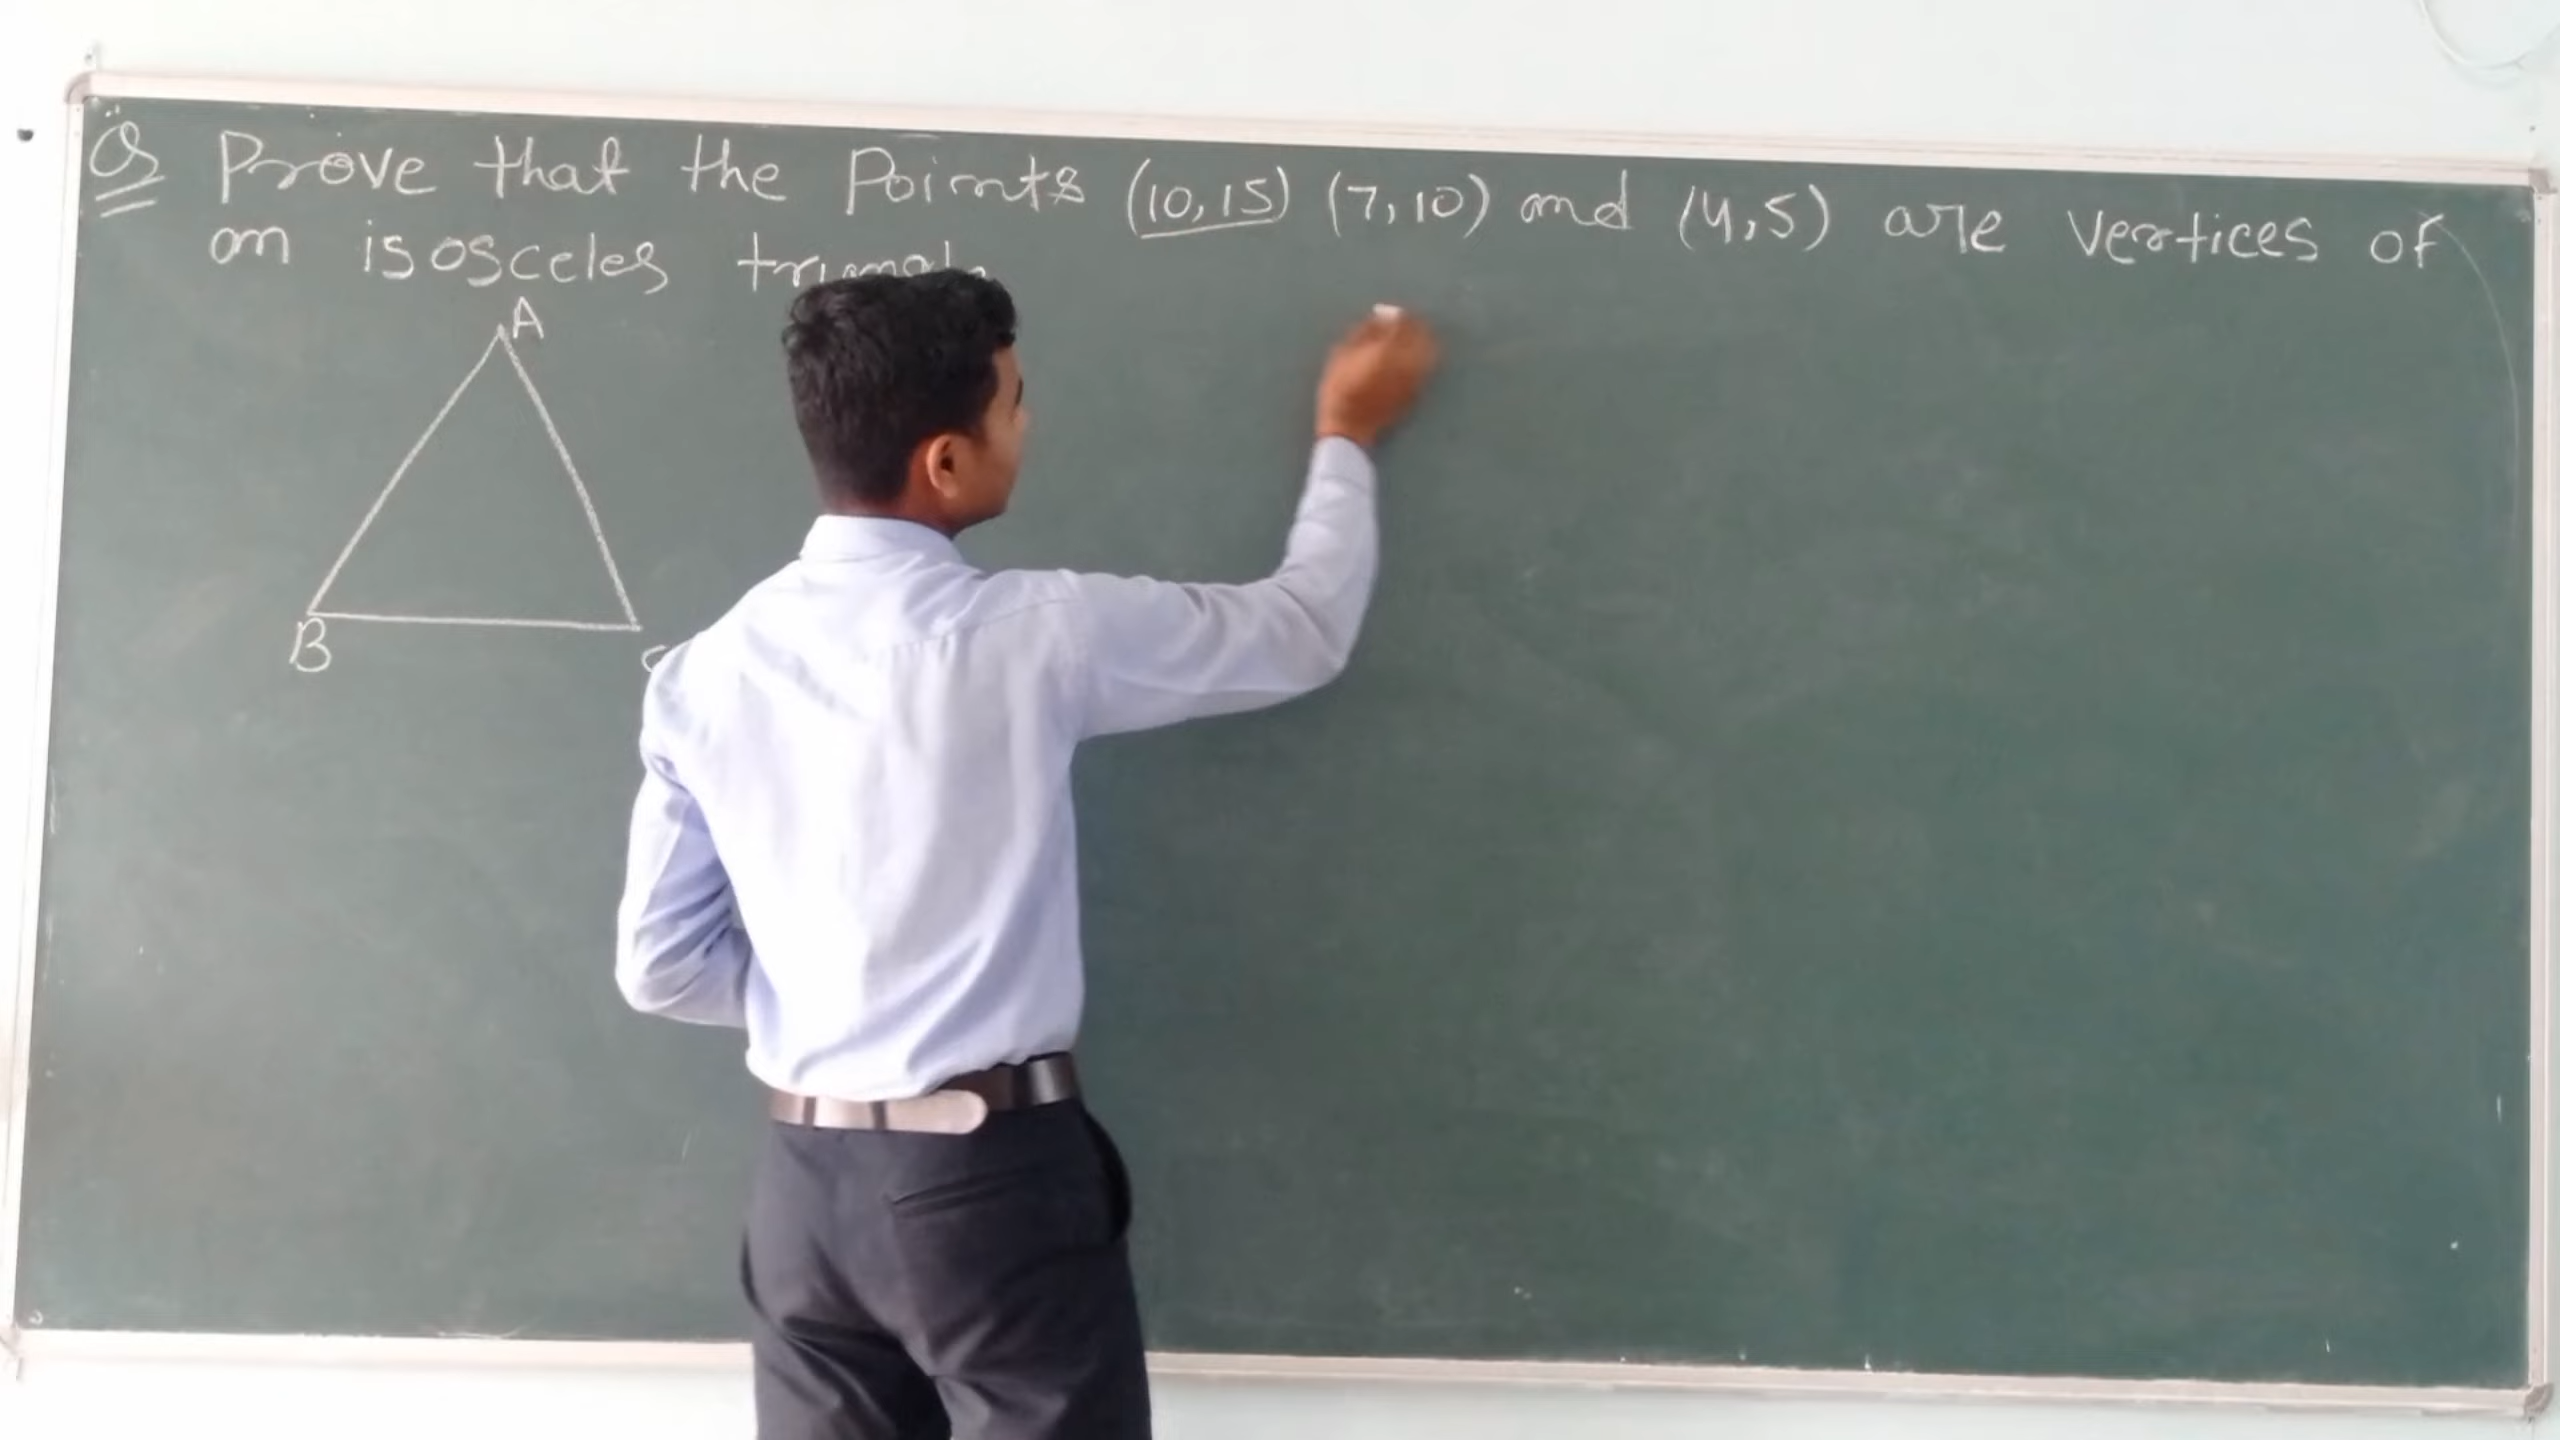 Q Prove that the Points (10,15) (7,10) and (4,5) are vertices of
an isosceles
A
B